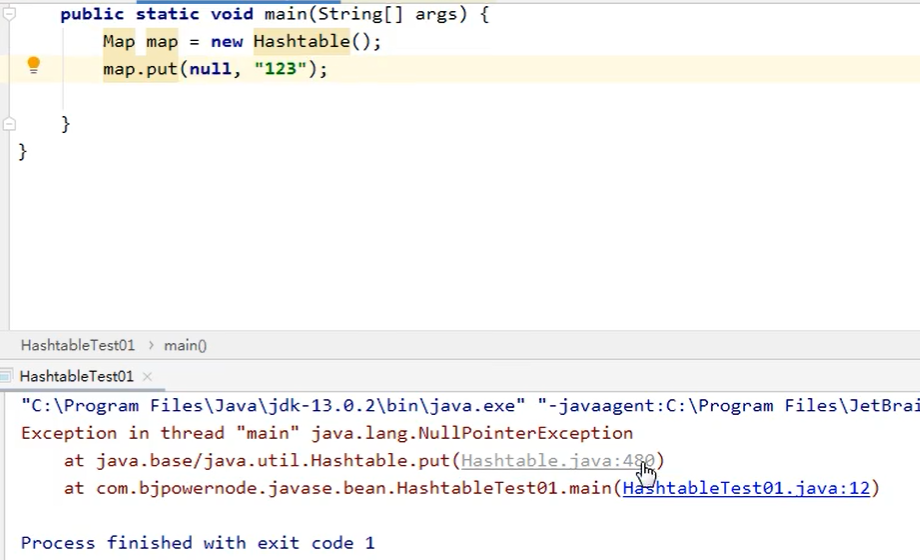 public static void main(String[] args) {
Map map = new Hashtable();
map.put(null, "123");
}
}
HashtableTest01 › main()
HashtableTest01 ×
"C:\Program Files\Java\jdk-13.0.2\bin\java.exe" "-javaagent:C:\Program Files\JetBrai
Exception in thread "main" java.lang.NullPointerException
at java.base/java.util.Hashtable.put(Hashtable.java:480)
at com.bjpowernode.javase.bean.HashtableTest01.main(HashtableTest01.java:12)
Process finished with exit code 1